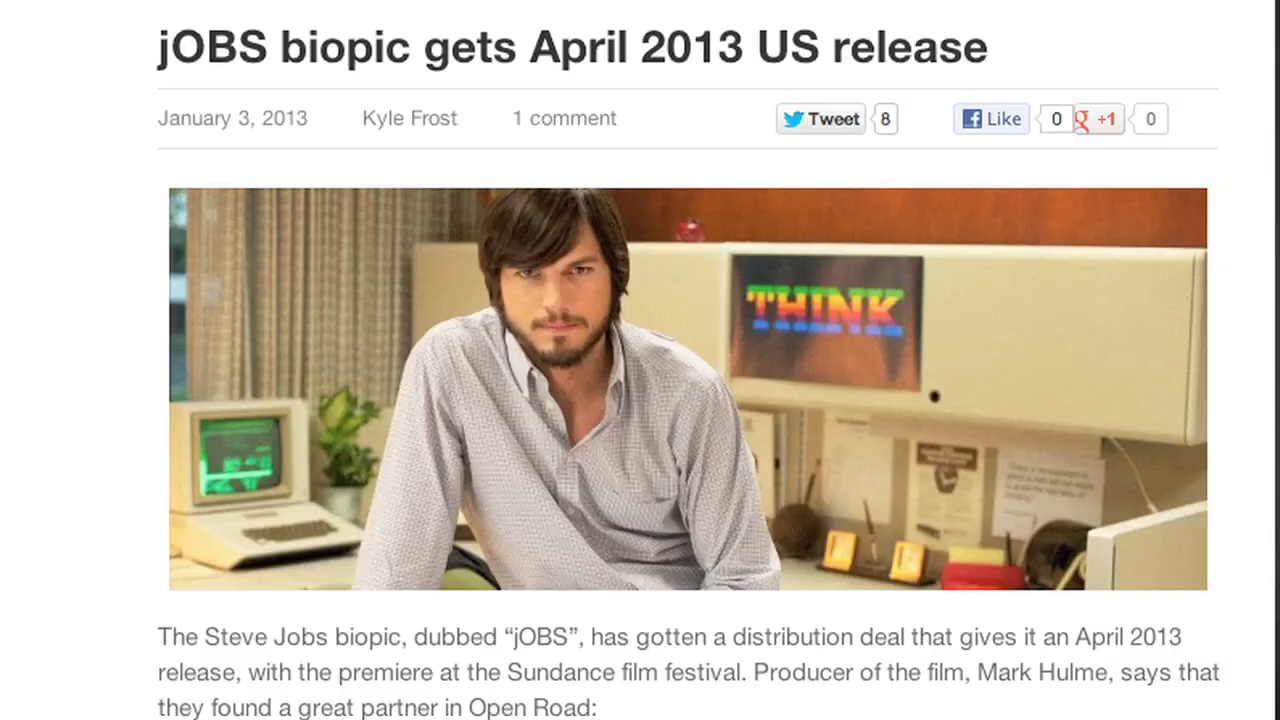 jOBS biopic gets April 2013 US release
January 3, 2013 Kyle Frost 1 comment Tweet 8 Like 0 +1 0
THINK
The Steve Jobs biopic, dubbed “jOBS”, has gotten a distribution deal that gives it an April 2013
release, with the premiere at the Sundance film festival. Producer of the film, Mark Hulme, says that
they found a great partner in Open Road: